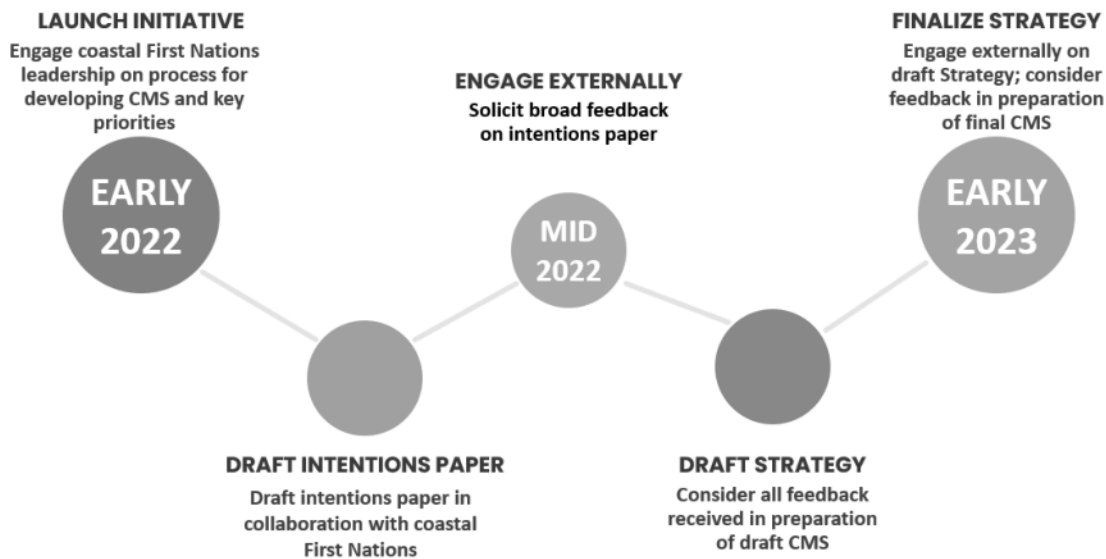 LAUNCH INITIATIVE
Engage coastal First Nations
leadership on process for
developing CMS and key
priorities
EARLY
2022
DRAFT INTENTIONS PAPER
Draft intentions paper in
collaboration with coastal
First Nations
ENGAGE EXTERNALLY
Solicit broad feedback
on intentions paper
MID
2022
DRAFT STRATEGY
Consider all feedback
received in preparation
of draft CMS
FINALIZE STRATEGY
Engage externally on
draft Strategy; consider
feedback in preparation
of final CMS
EARLY
2023